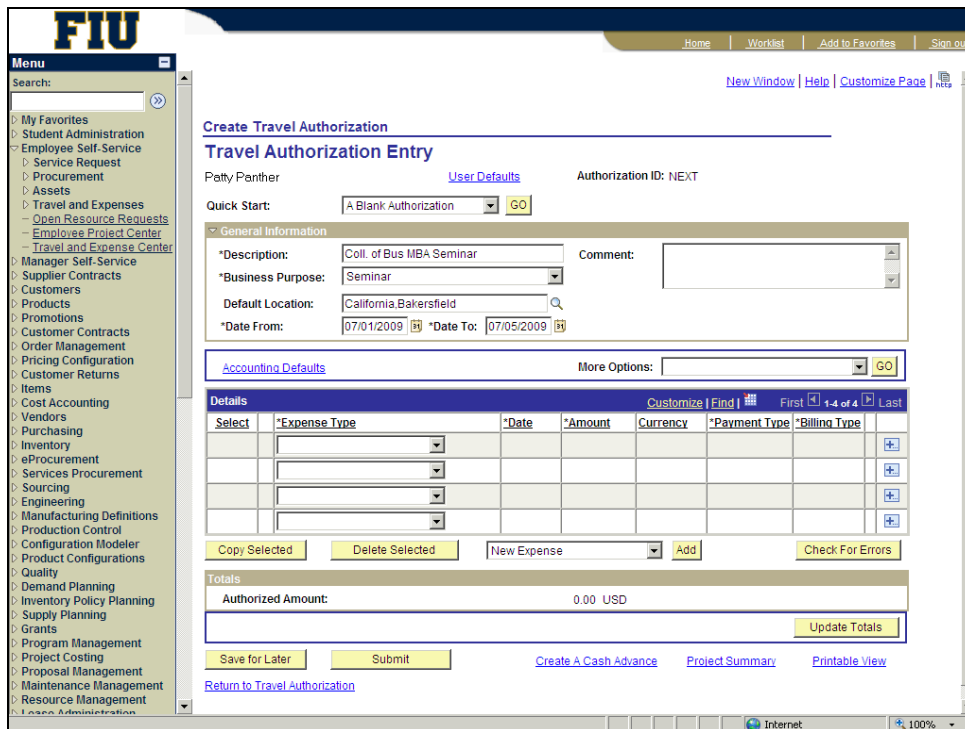 FIU
Home | Worklist | Add to Favorites | Sign ou
Menu
Search:
New Window | Help | Customize Page | http
My Favorites
Student Administration
Employee Self-Service
Service Request
Procurement
Assets
Travel and Expenses
Open Resource Requests
Employee Project Center
Travel and Expense Center
Manager Self-Service
Supplier Contracts
Customers
Products
Promotions
Customer Contracts
Order Management
Pricing Configuration
Customer Returns
Items
Cost Accounting
Vendors
Purchasing
Inventory
eProcurement
Services Procurement
Sourcing
Engineering
Manufacturing Definitions
Production Control
Configuration Modeler
Product Configurations
Quality
Demand Planning
Inventory Policy Planning
Supply Planning
Grants
Program Management
Project Costing
Proposal Management
Maintenance Management
Resource Management
Lease Administration
Create Travel Authorization
Travel Authorization Entry
Patty Panther User Defaults Authorization ID: NEXT
Quick Start: A Blank Authorization GO
General Information
*Description: Coll. of Bus MBA Seminar Comment:
*Business Purpose: Seminar
Default Location: California,Bakersfield
*Date From: 07/01/2009 31 *Date To: 07/05/2009 31
Accounting Defaults More Options: GO
Details Customize | Find | First 1-4 of 4 Last
Select *Expense Type *Date *Amount Currency *Payment Type *Billing Type
Copy Selected Delete Selected New Expense Add Check For Errors
Totals
Authorized Amount: 0.00 USD
Update Totals
Save for Later Submit Create A Cash Advance Project Summary Printable View
Return to Travel Authorization
Internet 100%